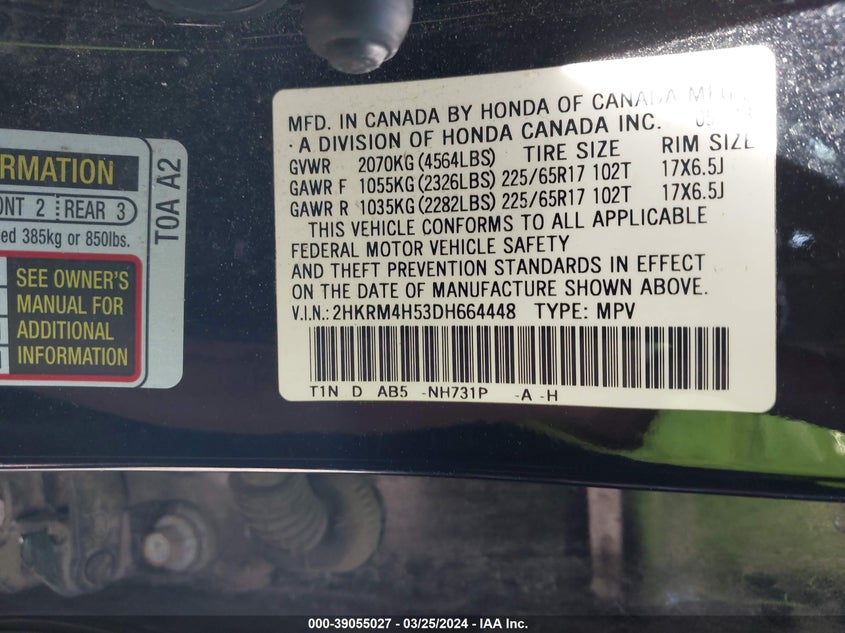 RMATION
ONT 2 REAR 3
ed 385kg or 850lbs.
SEE OWNER'S
MANUAL FOR
ADDITIONAL
INFORMATION
T0A A2
MFD. IN CANADA BY HONDA OF CANADA MFG.
A DIVISION OF HONDA CANADA INC.
GVWR 2070KG (4564LBS) TIRE SIZE RIM SIZE
GAWR F 1055KG (2326LBS) 225/65R17 102T 17X6.5J
GAWR R 1035KG (2282LBS) 225/65R17 102T 17X6.5J
THIS VEHICLE CONFORMS TO ALL APPLICABLE
FEDERAL MOTOR VEHICLE SAFETY
AND THEFT PREVENTION STANDARDS IN EFFECT
ON THE DATE OF MANUFACTURE SHOWN ABOVE.
V.I.N.: 2HKRM4H53DH664448 TYPE: MPV
T1N D AB5 -NH731P -A -H
000-39055027 - 03/25/2024 - IAA Inc.